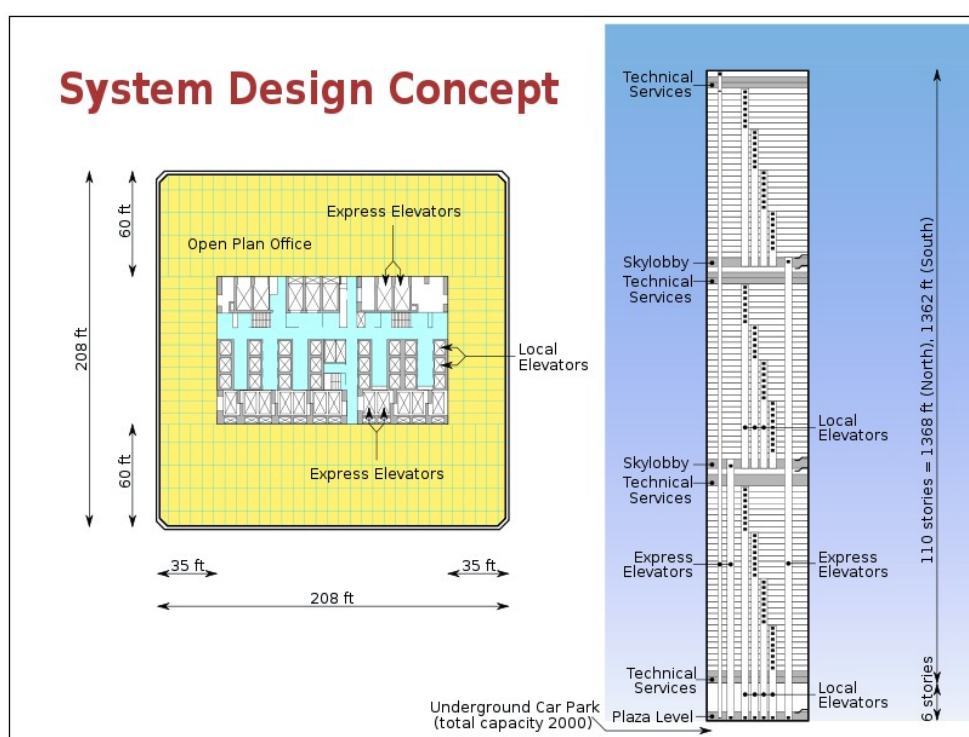 System Design Concept
208 ft
60 ft
60 ft
Open Plan Office
Express Elevators
Local
Elevators
Express Elevators
35 ft
35 ft
208 ft
Technical
Services
Skylobby
Technical
Services
Local
Elevators
Skylobby
Technical
Services
Express
Elevators
Express
Elevators
Technical
Services
Local
Elevators
Plaza Level
Underground Car Park
(total capacity 2000)
110 stories = 1368 ft (North), 1362 ft (South)
6 stories